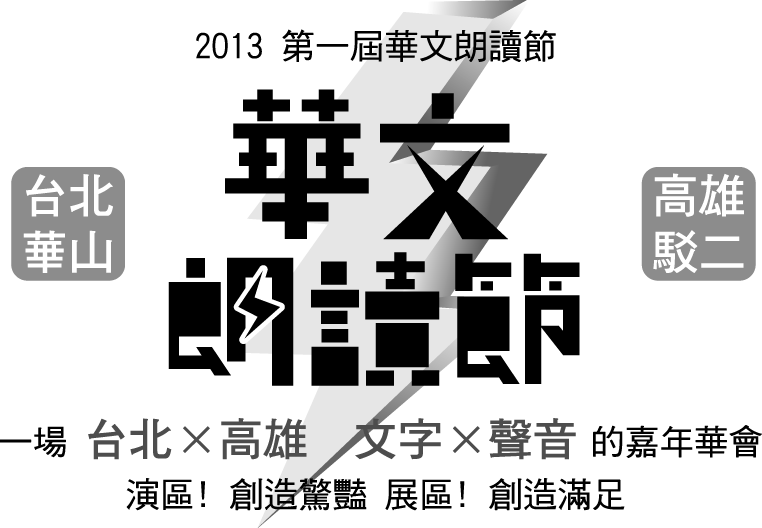 2013 第一屆華文朗讀節
華文
朗讀節
台北
華山
高雄
駁二
一場 台北×高雄 文字×聲音 的嘉年華會
演區! 創造驚豔 展區! 創造滿足